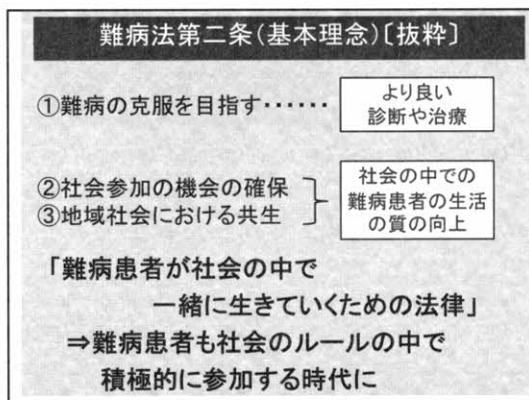 難病法第二条(基本理念)〔抜粋〕
①難病の克服を目指す‥‥‥
より良い
診断や治療
②社会参加の機会の確保
③地域社会における共生
社会の中での
難病患者の生活
の質の向上
「難病患者が社会の中で
一緒に生きていくための法律」
⇒難病患者も社会のルールの中で
積極的に参加する時代に